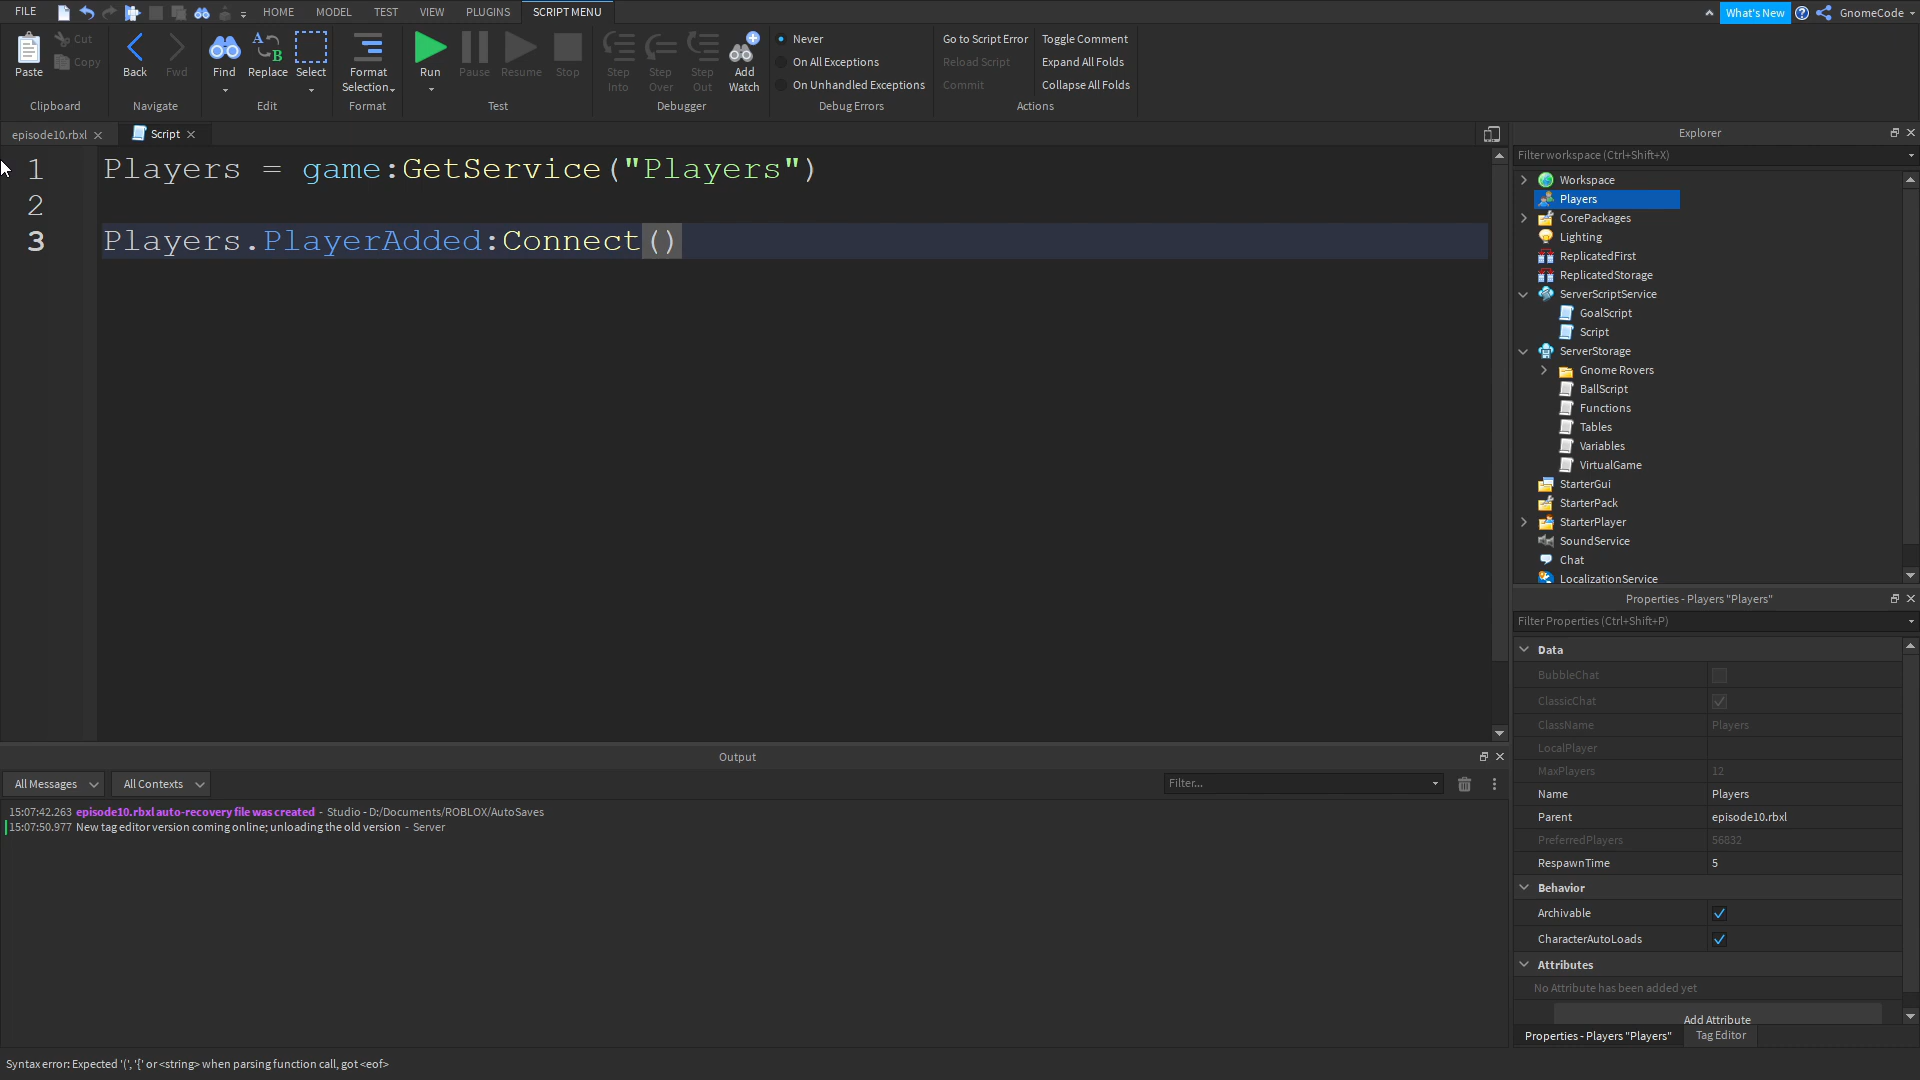 FILE HOME MODEL TEST VIEW PLUGINS SCRIPT MENU What's New GnomeCode
Paste Cut Copy Back Fwd Find Replace Select Format Selection Run Pause Resume Stop Step Into Step Over Step Out Add Watch
Never Go to Script Error Toggle Comment
On All Exceptions Reload Script Expand All Folds
On Unhandled Exceptions Commit Collapse All Folds
Clipboard Navigate Edit Format Test Debugger Debug Errors Actions
episode10.rbxl Script
1 Players = game:GetService("Players")
2
3 Players.PlayerAdded:Connect()
Explorer
Filter workspace (Ctrl+Shift+X)
Workspace
Players
CorePackages
Lighting
ReplicatedFirst
ReplicatedStorage
ServerScriptService
GoalScript
Script
ServerStorage
Gnome Rovers
BallScript
Functions
Tables
Variables
VirtualGame
StarterGui
StarterPack
StarterPlayer
SoundService
Chat
LocalizationService
Properties - Players "Players"
Filter Properties (Ctrl+Shift+P)
Data
BubbleChat
ClassicChat
ClassName Players
LocalPlayer
MaxPlayers 12
Name Players
Parent episode10.rbxl
PreferredPlayers 56832
RespawnTime 5
Behavior
Archivable
CharacterAutoLoads
Attributes
No Attribute has been added yet
Add Attribute
Properties - Players "Players" Tag Editor
Output
All Messages All Contexts Filter...
15:07:42.263 episode10.rbxl auto-recovery file was created - Studio - D:/Documents/ROBLOX/AutoSaves
15:07:50.977 New tag editor version coming online; unloading the old version - Server
Syntax error: Expected '(', '{' or <string> when parsing function call, got <eof>